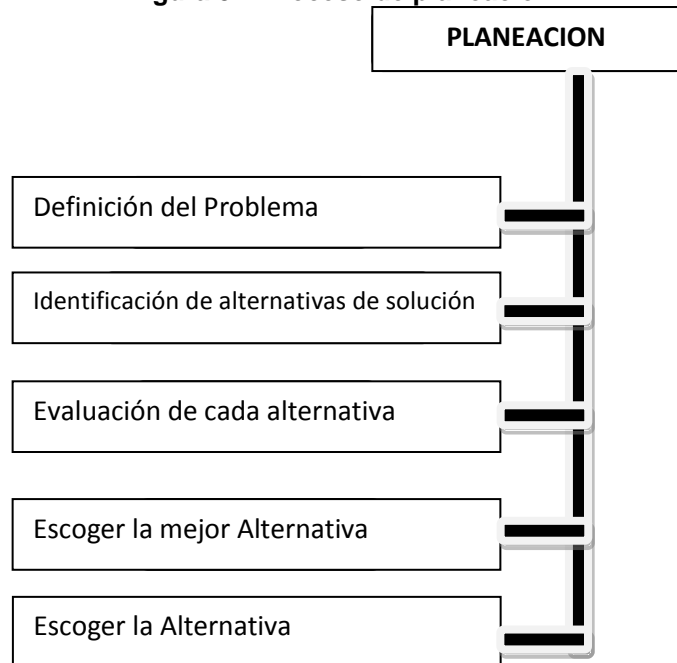 PLANEACION
Definición del Problema
Identificación de alternativas de solución
Evaluación de cada alternativa
Escoger la mejor Alternativa
Escoger la Alternativa